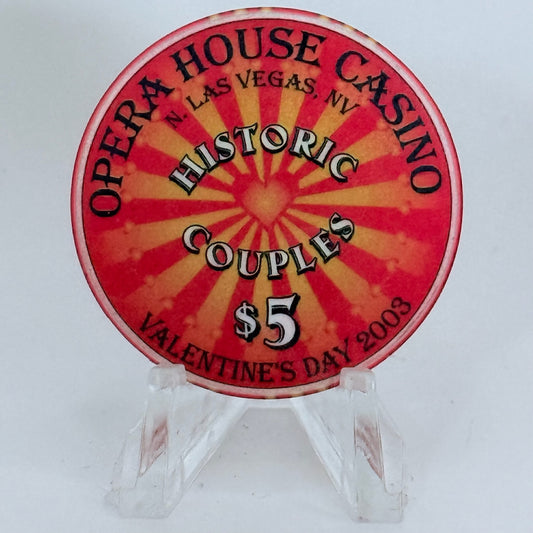 OPERA HOUSE CASINO
N. LAS VEGAS, NV
HISTORIC
COUPLES
$5
VALENTINE'S DAY 2003